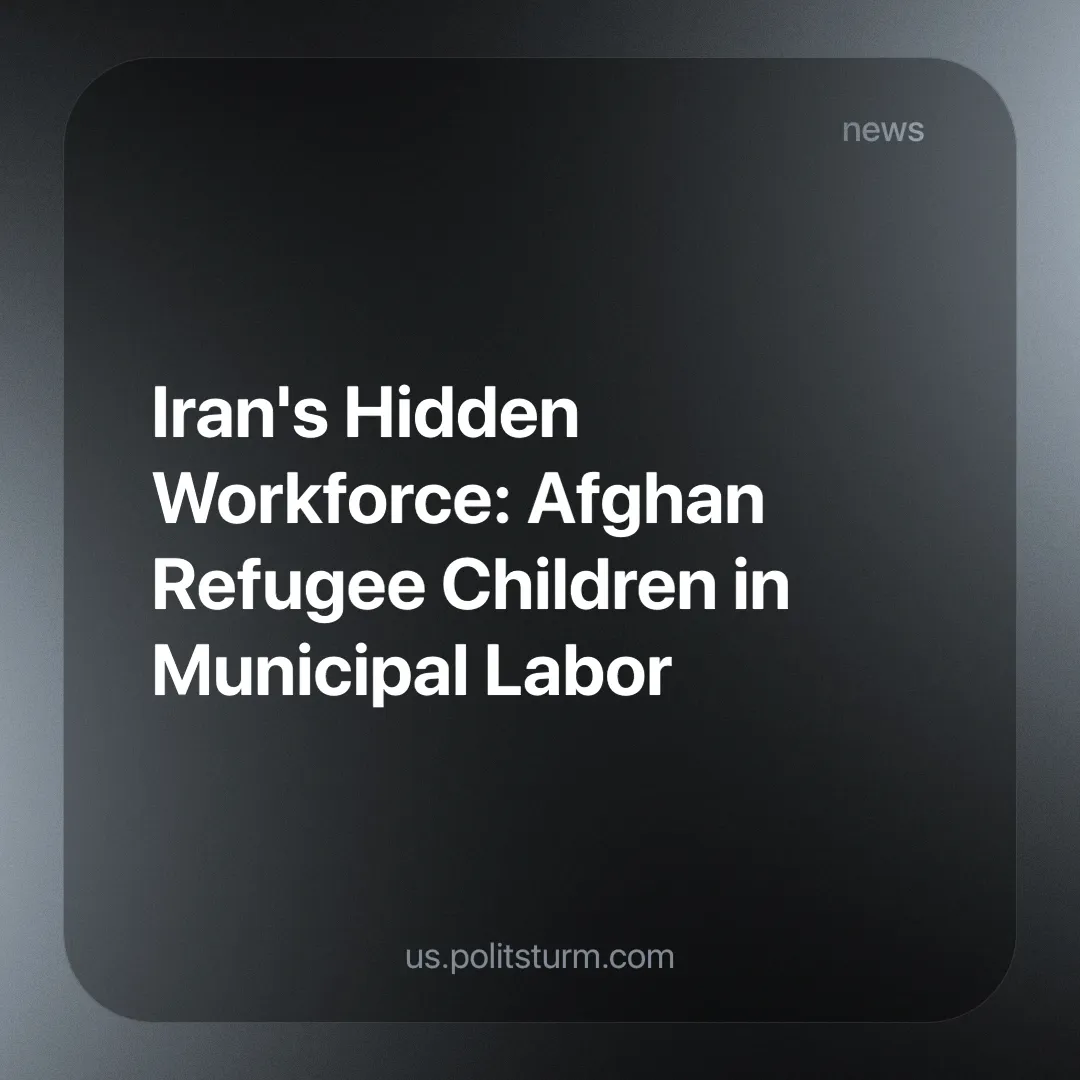 news
Iran's Hidden
Workforce: Afghan
Refugee Children in
Municipal Labor
us.politsturm.com